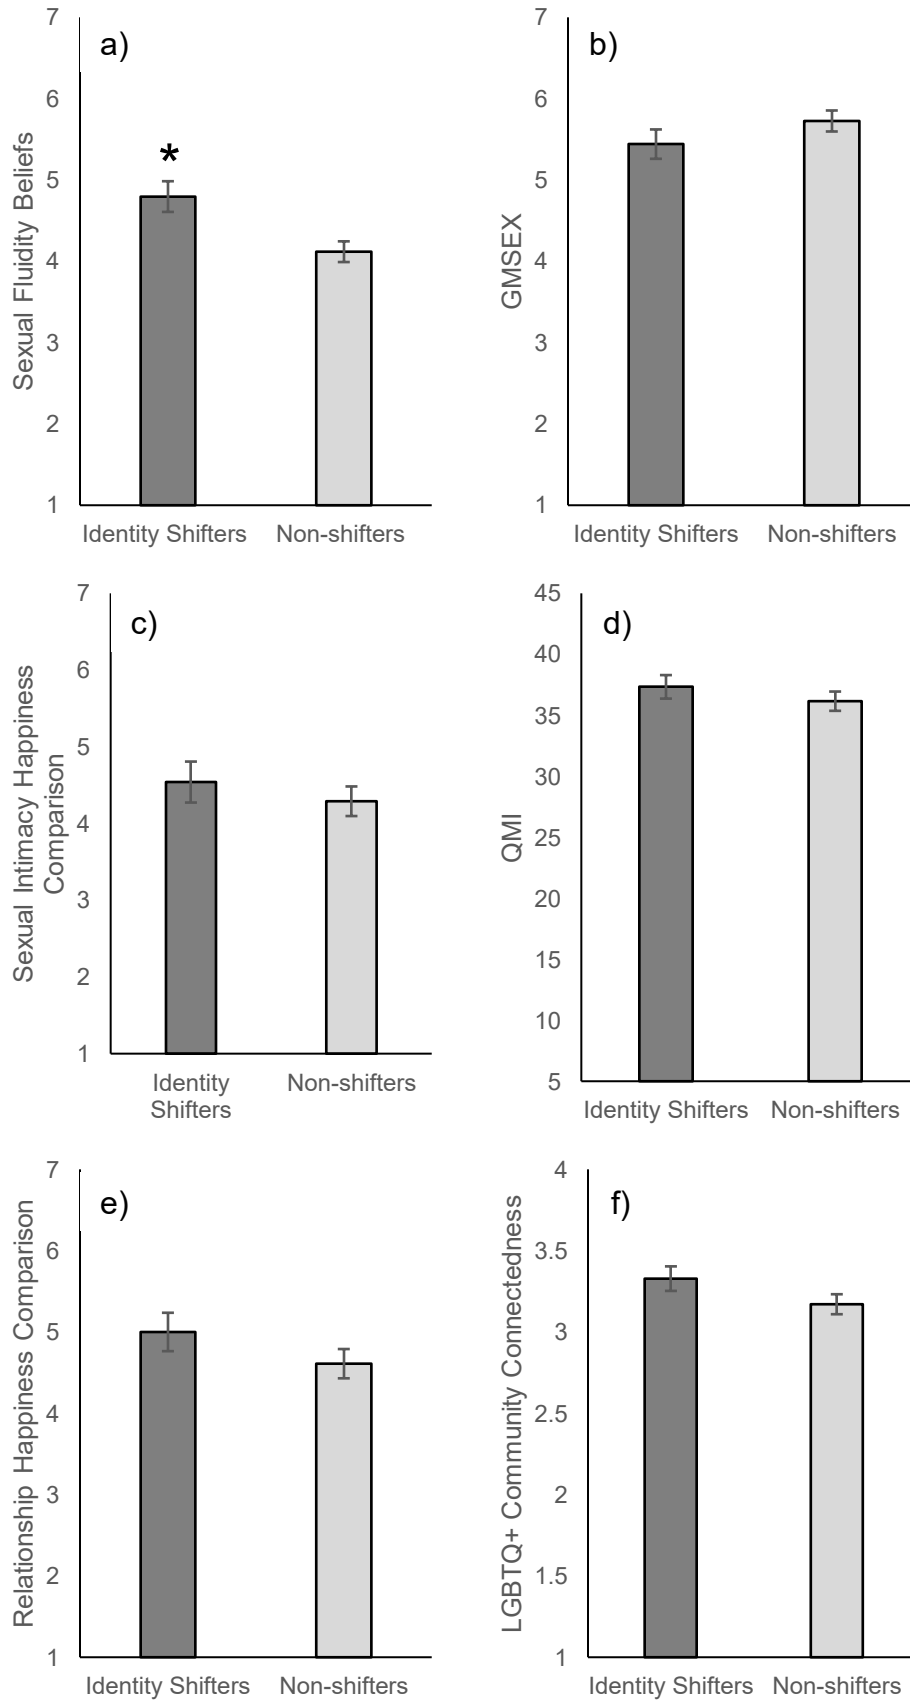 a)
7
6
5
4
3
2
1
Sexual Fluidity Beliefs
*
Identity Shifters
Non-shifters
b)
7
6
5
4
3
2
1
GMSEX
Identity Shifters
Non-shifters
c)
7
6
5
4
3
2
1
Sexual Intimacy Happiness
Comparison
Identity
Shifters
Non-shifters
d)
45
40
35
30
25
20
15
10
5
QMI
Identity Shifters
Non-shifters
e)
7
6
5
4
3
2
1
Relationship Happiness Comparison
Identity Shifters
Non-shifters
f)
4
3.5
3
2.5
2
1.5
1
LGBTQ+ Community Connectedness
Identity Shifters
Non-shifters